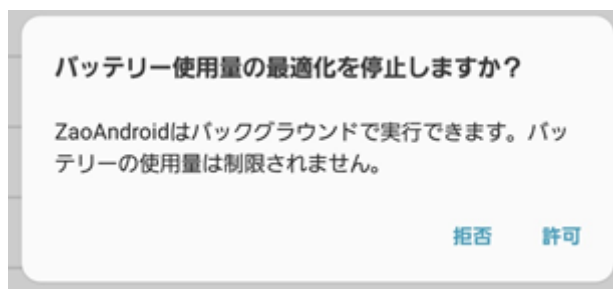 バッテリー使用量の最適化を停止しますか？
ZaoAndroidはバックグラウンドで実行できます。バッ
テリーの使用量は制限されません。
拒否 許可